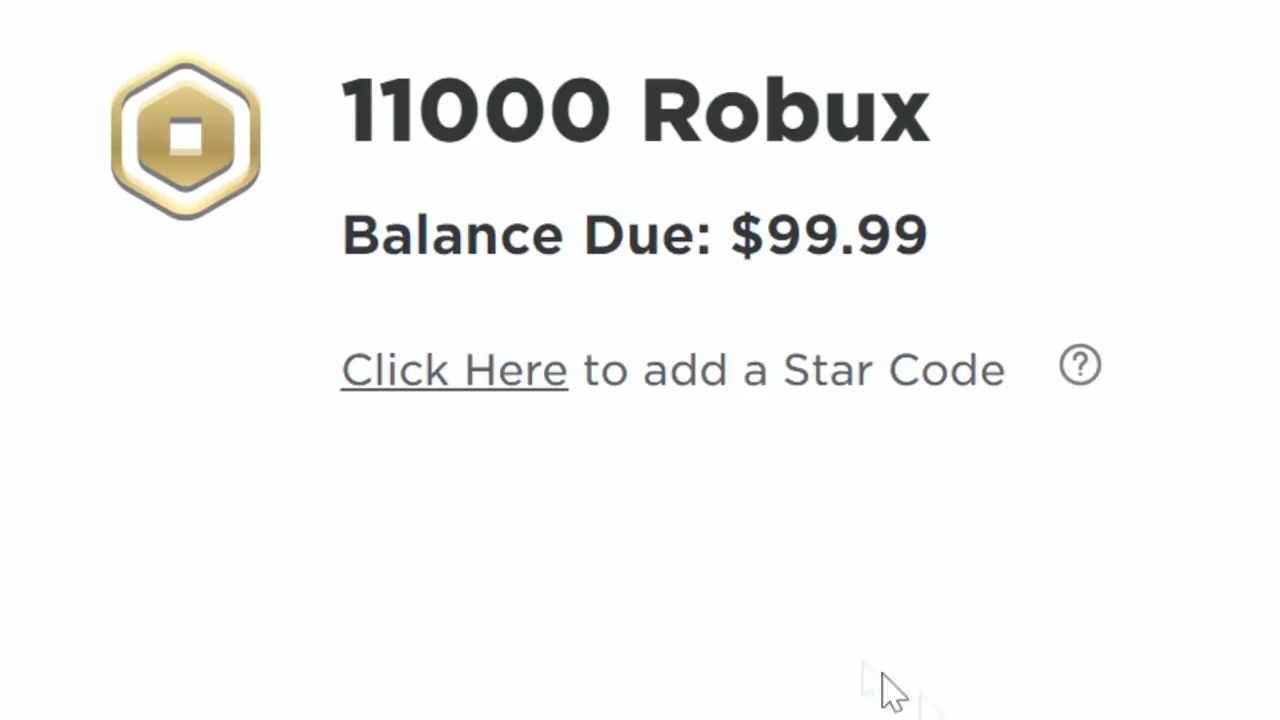 11000 Robux
Balance Due: $99.99
Click Here to add a Star Code ?